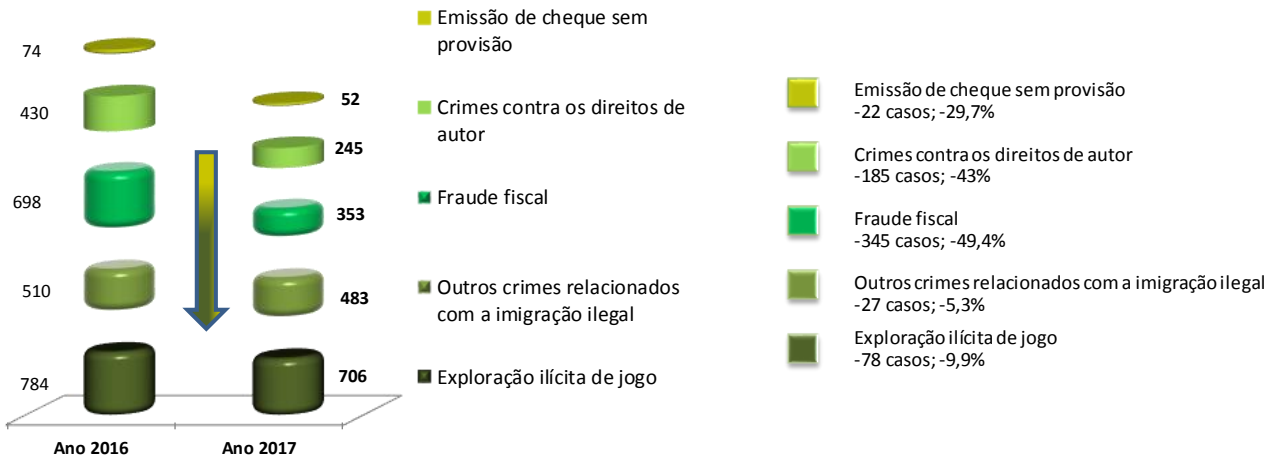 74
430
698
510
784
52
245
353
483
706
Ano 2016
Ano 2017
Emissão de cheque sem
provisão
Crimes contra os direitos de
autor
Fraude fiscal
Outros crimes relacionados
com a imigração ilegal
Exploração ilícita de jogo
Emissão de cheque sem provisão
-22 casos; -29,7%
Crimes contra os direitos de autor
-185 casos; -43%
Fraude fiscal
-345 casos; -49,4%
Outros crimes relacionados com a imigração ilegal
-27 casos; -5,3%
Exploração ilícita de jogo
-78 casos; -9,9%